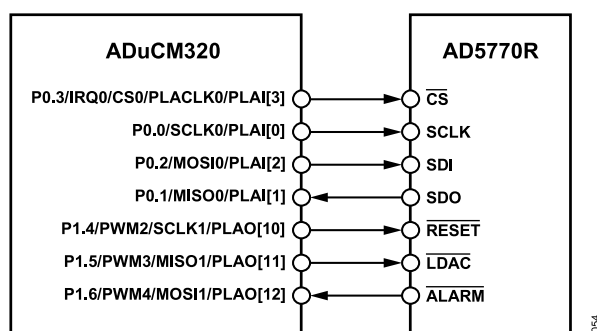 ADuCM320 AD5770R
P0.3/IRQ0/CS0/PLACLK0/PLAI[3] CS
P0.0/SCLK0/PLAI[0] SCLK
P0.2/MOSI0/PLAI[2] SDI
P0.1/MISO0/PLAI[1] SDO
P1.4/PWM2/SCLK1/PLAO[10] RESET
P1.5/PWM3/MISO1/PLAO[11] LDAC
P1.6/PWM4/MOSI1/PLAO[12] ALARM
054